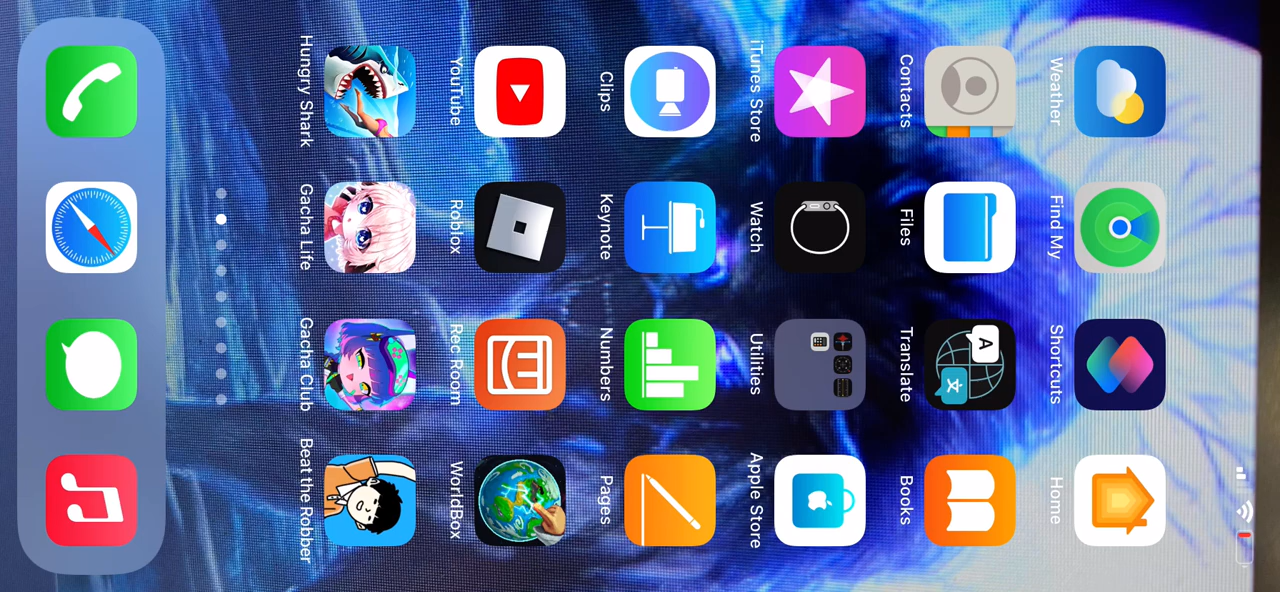 Weather Find My Shortcuts Home
Contacts Files Translate Books
iTunes Store Watch Utilities Apple Store
Clips Keynote Numbers Pages
YouTube Roblox Rec Room WorldBox
Hungry Shark Gacha Life Gacha Club Beat the Robber